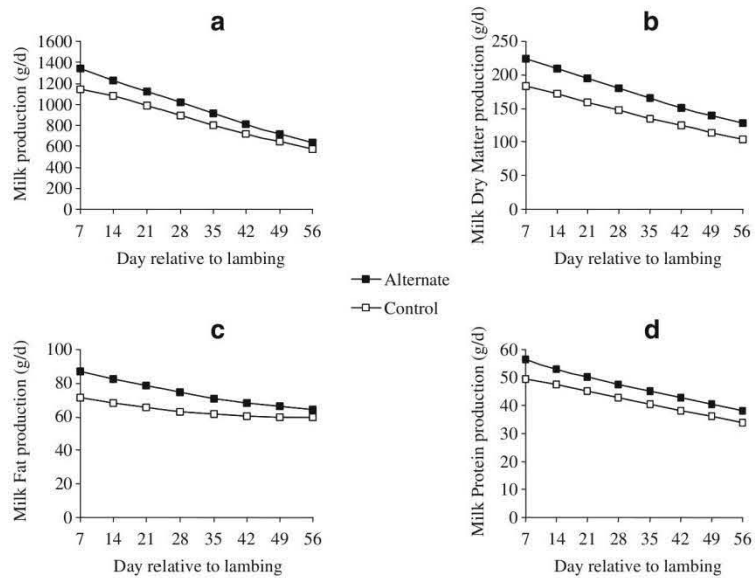 a
Milk production (g/d)
1600
1400
1200
1000
800
600
400
200
0
7 14 21 28 35 42 49 56
Day relative to lambing
b
Milk Dry Matter production (g/d)
250
200
150
100
50
0
7 14 21 28 35 42 49 56
Day relative to lambing
Alternate
Control
c
Milk Fat production (g/d)
100
80
60
40
20
0
7 14 21 28 35 42 49 56
Day relative to lambing
d
Milk Protein production (g/d)
60
50
40
30
20
10
0
7 14 21 28 35 42 49 56
Day relative to lambing